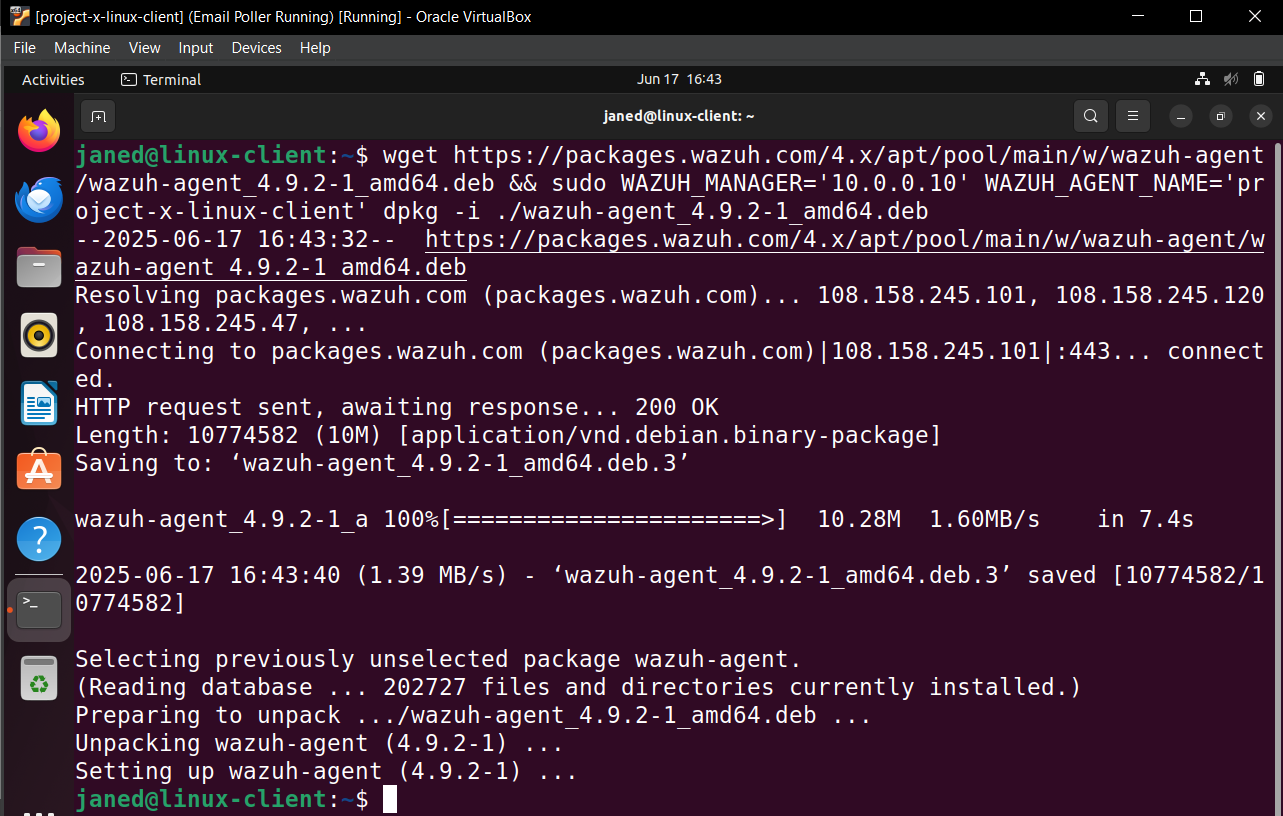 [project-x-linux-client] (Email Poller Running) [Running] - Oracle VirtualBox
File Machine View Input Devices Help
Activities Terminal Jun 17 16:43
janed@linux-client: ~
janed@linux-client:~$ wget https://packages.wazuh.com/4.x/apt/pool/main/w/wazuh-agent
/wazuh-agent_4.9.2-1_amd64.deb && sudo WAZUH_MANAGER='10.0.0.10' WAZUH_AGENT_NAME='pr
oject-x-linux-client' dpkg -i ./wazuh-agent_4.9.2-1_amd64.deb
--2025-06-17 16:43:32-- https://packages.wazuh.com/4.x/apt/pool/main/w/wazuh-agent/w
azuh-agent_4.9.2-1_amd64.deb
Resolving packages.wazuh.com (packages.wazuh.com)... 108.158.245.101, 108.158.245.120
, 108.158.245.47, ...
Connecting to packages.wazuh.com (packages.wazuh.com)|108.158.245.101|:443... connect
ed.
HTTP request sent, awaiting response... 200 OK
Length: 10774582 (10M) [application/vnd.debian.binary-package]
Saving to: ‘wazuh-agent_4.9.2-1_amd64.deb.3’
wazuh-agent_4.9.2-1_a 100%[======================>] 10.28M 1.60MB/s in 7.4s
2025-06-17 16:43:40 (1.39 MB/s) - ‘wazuh-agent_4.9.2-1_amd64.deb.3’ saved [10774582/1
0774582]
Selecting previously unselected package wazuh-agent.
(Reading database ... 202727 files and directories currently installed.)
Preparing to unpack .../wazuh-agent_4.9.2-1_amd64.deb ...
Unpacking wazuh-agent (4.9.2-1) ...
Setting up wazuh-agent (4.9.2-1) ...
janed@linux-client:~$